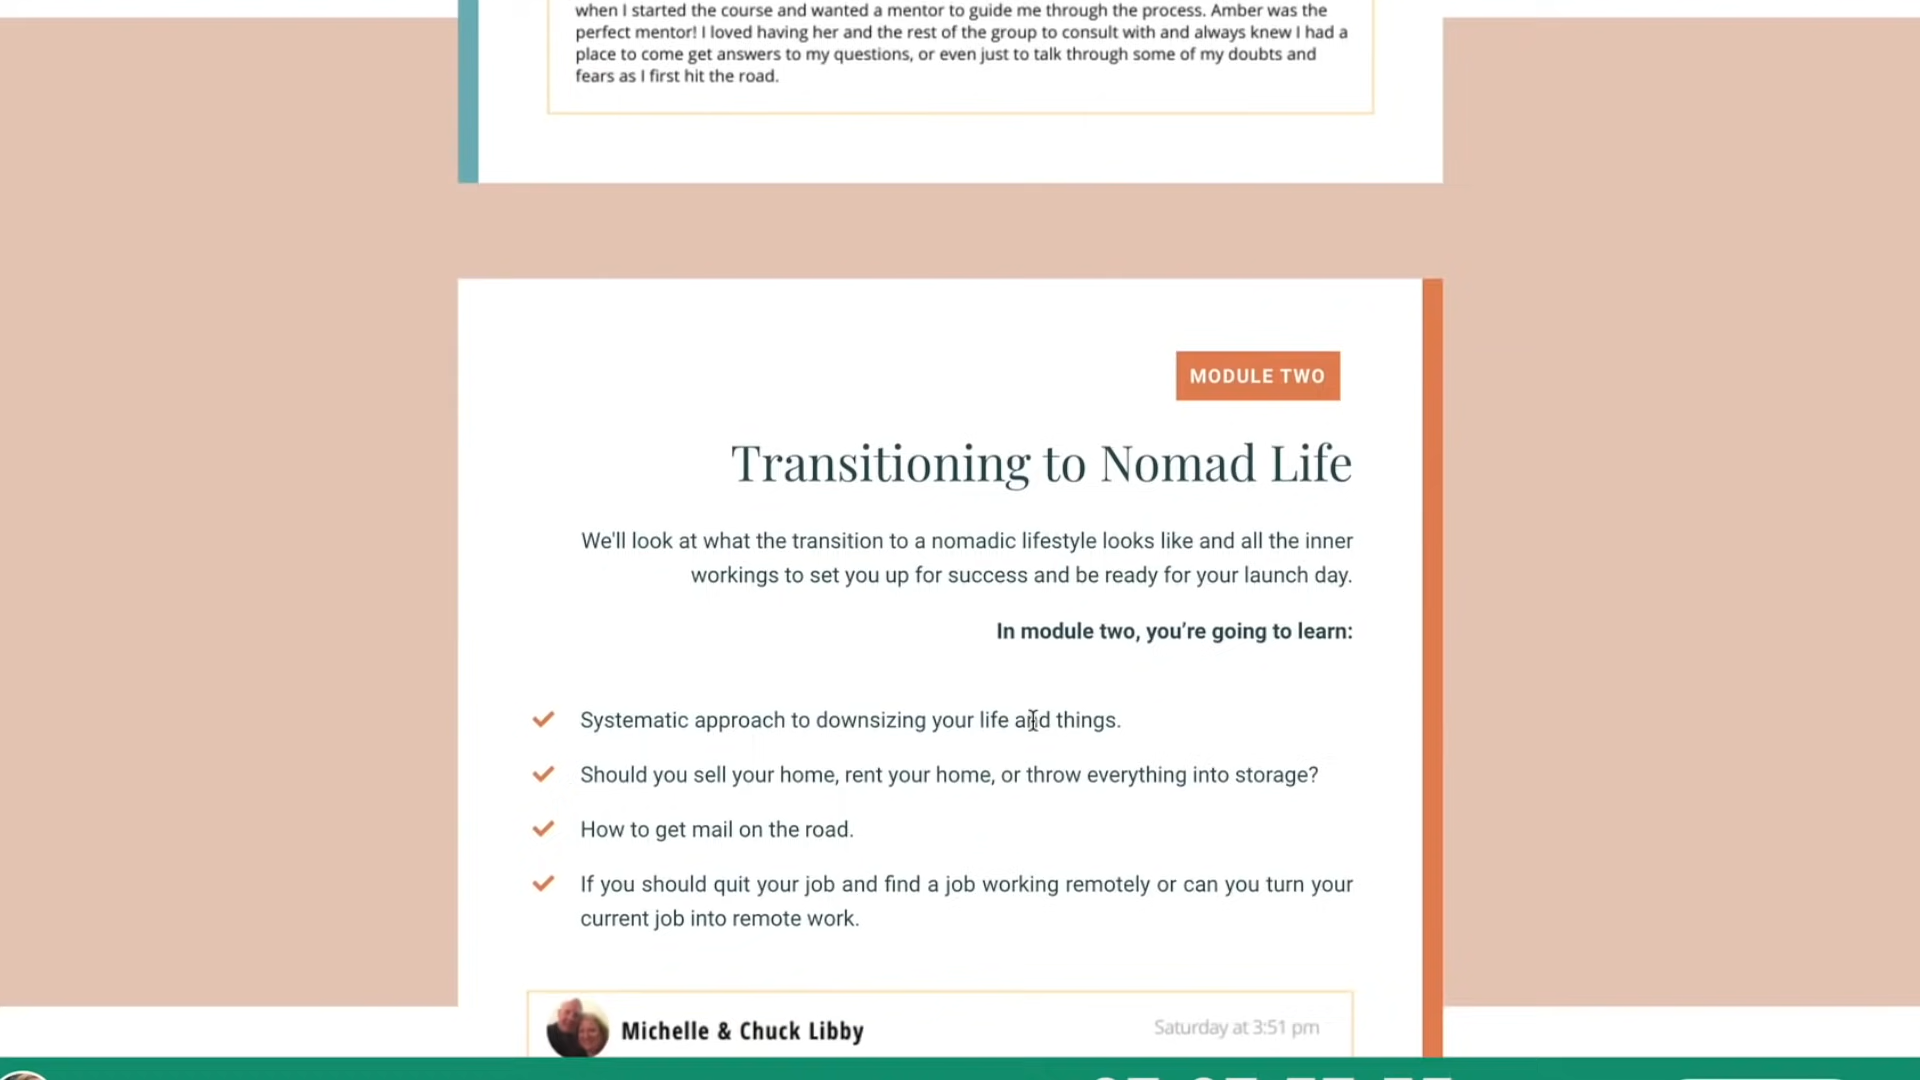 when I started the course and wanted a mentor to guide me through the process. Amber was the
perfect mentor! I loved having her and the rest of the group to consult with and always knew I had a
place to come get answers to my questions, or even just to talk through some of my doubts and
fears as I first hit the road.
MODULE TWO
Transitioning to Nomad Life
We'll look at what the transition to a nomadic lifestyle looks like and all the inner
workings to set you up for success and be ready for your launch day.
In module two, you’re going to learn:
Systematic approach to downsizing your life and things.
Should you sell your home, rent your home, or throw everything into storage?
How to get mail on the road.
If you should quit your job and find a job working remotely or can you turn your
current job into remote work.
Michelle & Chuck Libby
Saturday at 3:51 pm